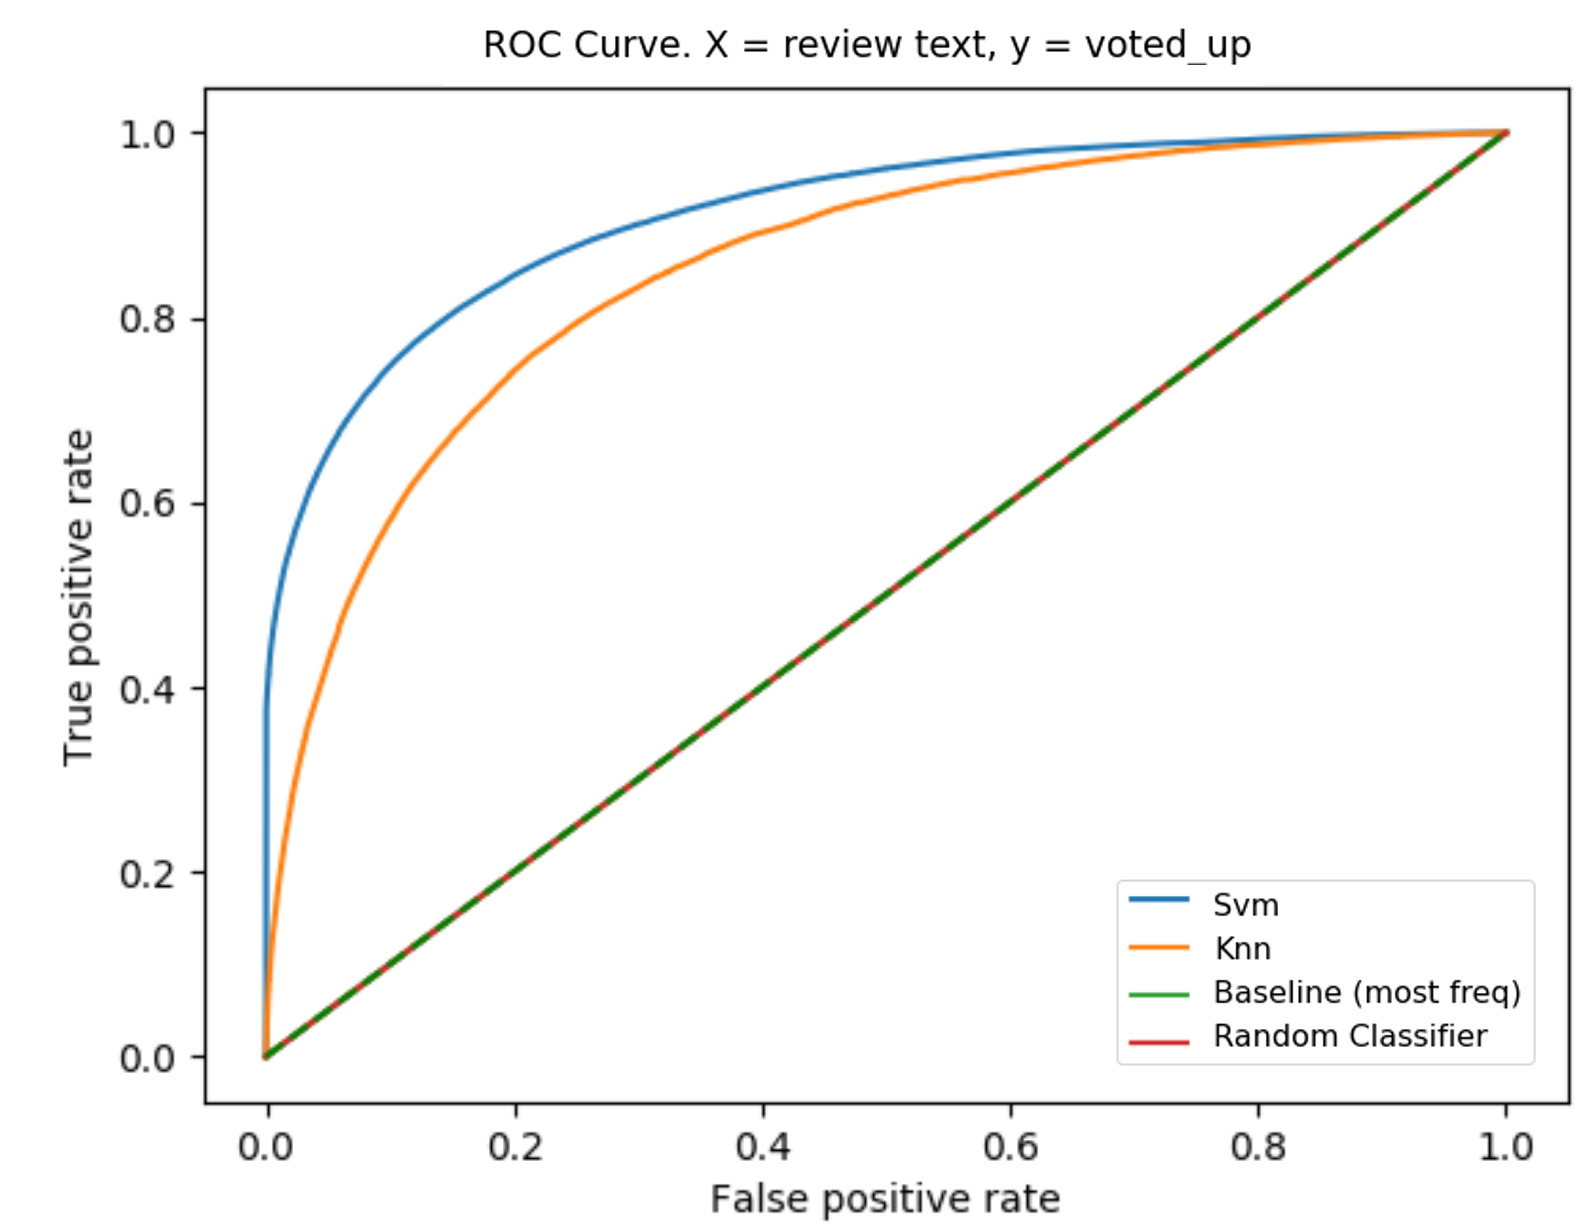 ROC Curve. X = review text, y = voted_up
1.0
0.8
0.6
0.4
0.2
0.0
True positive rate
Svm
Knn
Baseline (most freq)
Random Classifier
0.0 0.2 0.4 0.6 0.8 1.0
False positive rate